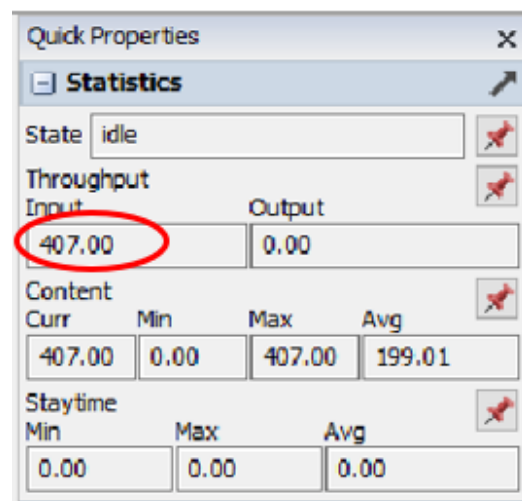 Quick Properties
Statistics
State idle
Throughput
Input Output
407.00 0.00
Content
Curr Min Max Avg
407.00 0.00 407.00 199.01
Staytime
Min Max Avg
0.00 0.00 0.00